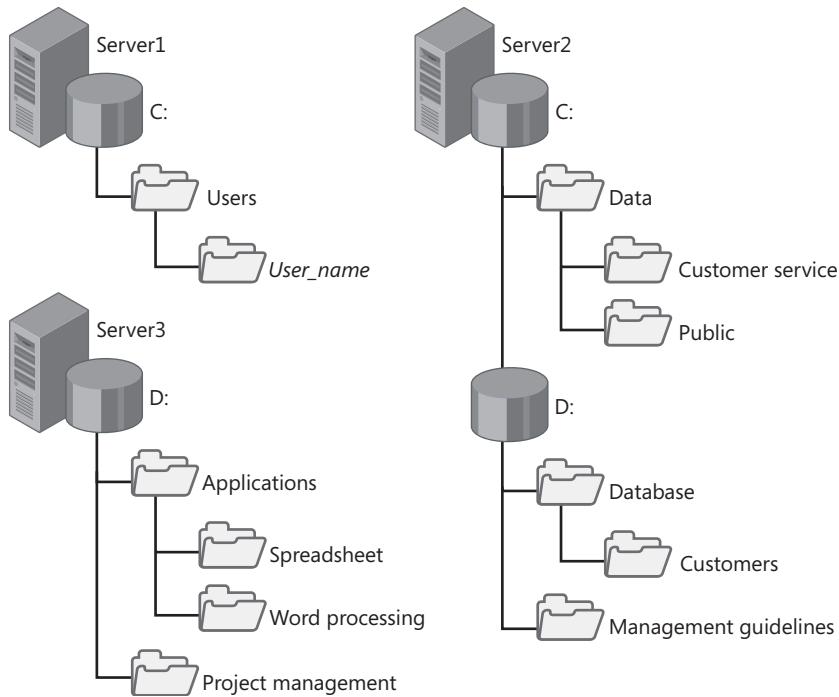 Server1
C:
Users
User_name
Server3
D:
Applications
Spreadsheet
Word processing
Project management
Server2
C:
Data
Customer service
Public
D:
Database
Customers
Management guidelines